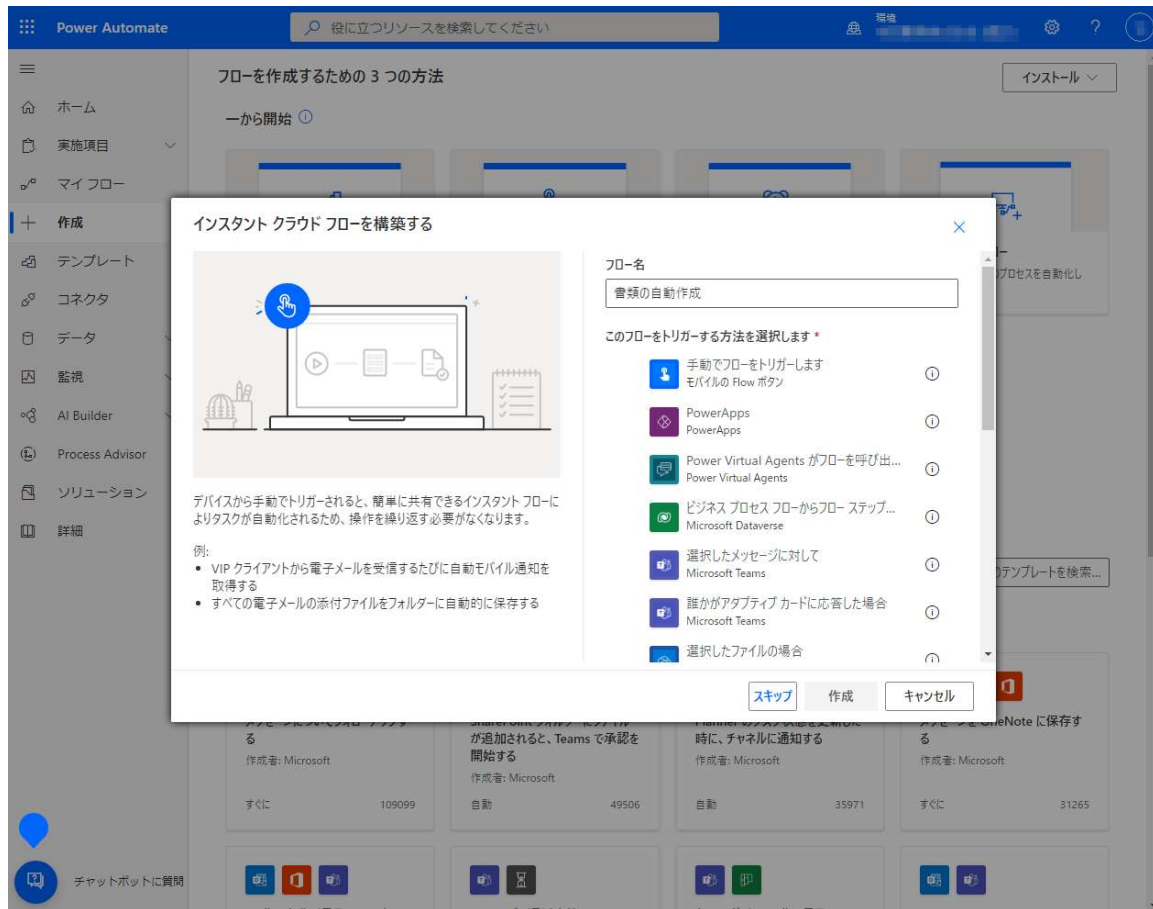 Power Automate
役に立つリソースを検索してください
環境
フローを作成するための 3 つの方法
インストール
一から開始
ホーム
実施項目
マイ フロー
作成
テンプレート
コネクタ
データ
監視
AI Builder
Process Advisor
ソリューション
詳細
チャットボットに質問
インスタント クラウド フローを構築する
デバイスから手動でトリガーされると、簡単に共有できるインスタント フローに
よりタスクが自動化されるため、操作を繰り返す必要がなくなります。
例:
• VIP クライアントから電子メールを受信するたびに自動モバイル通知を
取得する
• すべての電子メールの添付ファイルをフォルダーに自動的に保存する
フロー名
書類の自動作成
このフローをトリガーする方法を選択します *
手動でフローをトリガーします
モバイルの Flow ボタン
PowerApps
PowerApps
Power Virtual Agents がフローを呼び出...
Power Virtual Agents
ビジネス プロセス フローからフロー ステップ...
Microsoft Dataverse
選択したメッセージに対して
Microsoft Teams
誰かがアダプティブ カードに応答した場合
Microsoft Teams
選択したファイルの場合
スキップ
作成
キャンセル
プロセスを自動化し
のテンプレートを検索...
る
作成者: Microsoft
すぐに 109099
が追加されると、Teams で承認を
開始する
作成者: Microsoft
自動 49506
時に、チャネルに通知する
作成者: Microsoft
自動 35971
メッセージを OneNote に保存す
る
作成者: Microsoft
すぐに 31265